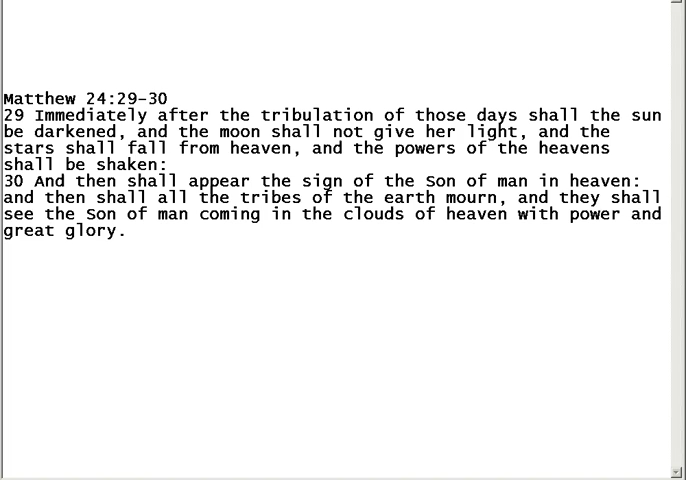 Matthew 24:29-30
29 Immediately after the tribulation of those days shall the sun
be darkened, and the moon shall not give her light, and the
stars shall fall from heaven, and the powers of the heavens
shall be shaken:
30 And then shall appear the sign of the Son of man in heaven:
and then shall all the tribes of the earth mourn, and they shall
see the Son of man coming in the clouds of heaven with power and
great glory.